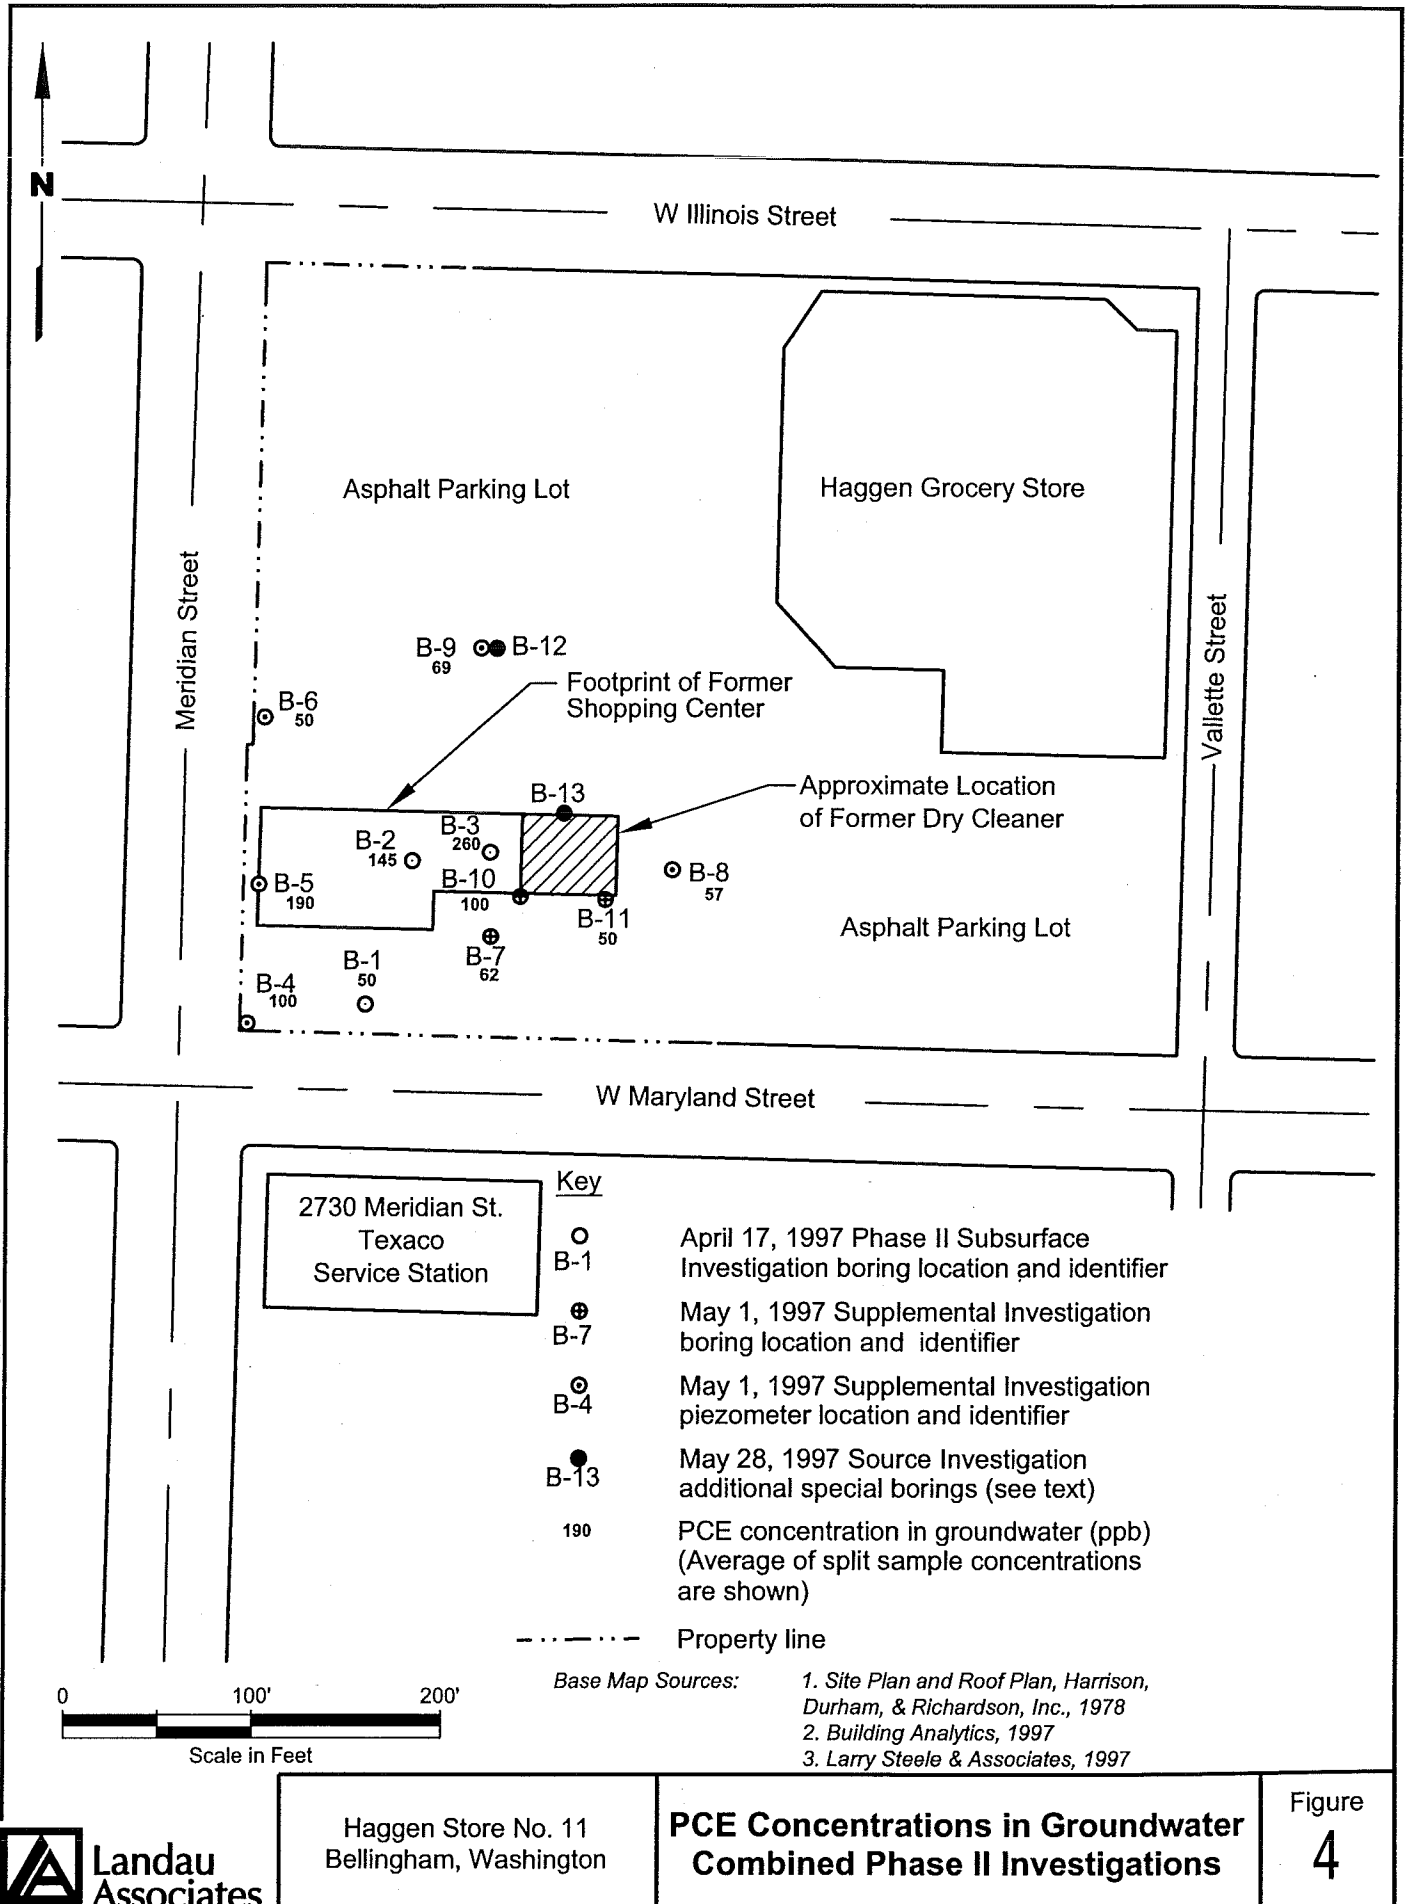 N
W Illinois Street
Asphalt Parking Lot
Haggen Grocery Store
Meridian Street
Vallette Street
B-9
69
B-12
Footprint of Former
Shopping Center
B-6
50
Approximate Location
of Former Dry Cleaner
B-13
B-3
260
B-2
145
B-10
100
B-5
190
B-8
57
B-11
50
Asphalt Parking Lot
B-7
62
B-1
50
B-4
100
W Maryland Street
2730 Meridian St.
Texaco
Service Station
Key
B-1
April 17, 1997 Phase II Subsurface
Investigation boring location and identifier
B-7
May 1, 1997 Supplemental Investigation
boring location and identifier
B-4
May 1, 1997 Supplemental Investigation
piezometer location and identifier
B-13
May 28, 1997 Source Investigation
additional special borings (see text)
190
PCE concentration in groundwater (ppb)
(Average of split sample concentrations
are shown)
Property line
Base Map Sources:
1. Site Plan and Roof Plan, Harrison,
Durham, & Richardson, Inc., 1978
2. Building Analytics, 1997
3. Larry Steele & Associates, 1997
0 100' 200'
Scale in Feet
Landau
Associates
Haggen Store No. 11
Bellingham, Washington
PCE Concentrations in Groundwater
Combined Phase II Investigations
Figure
4